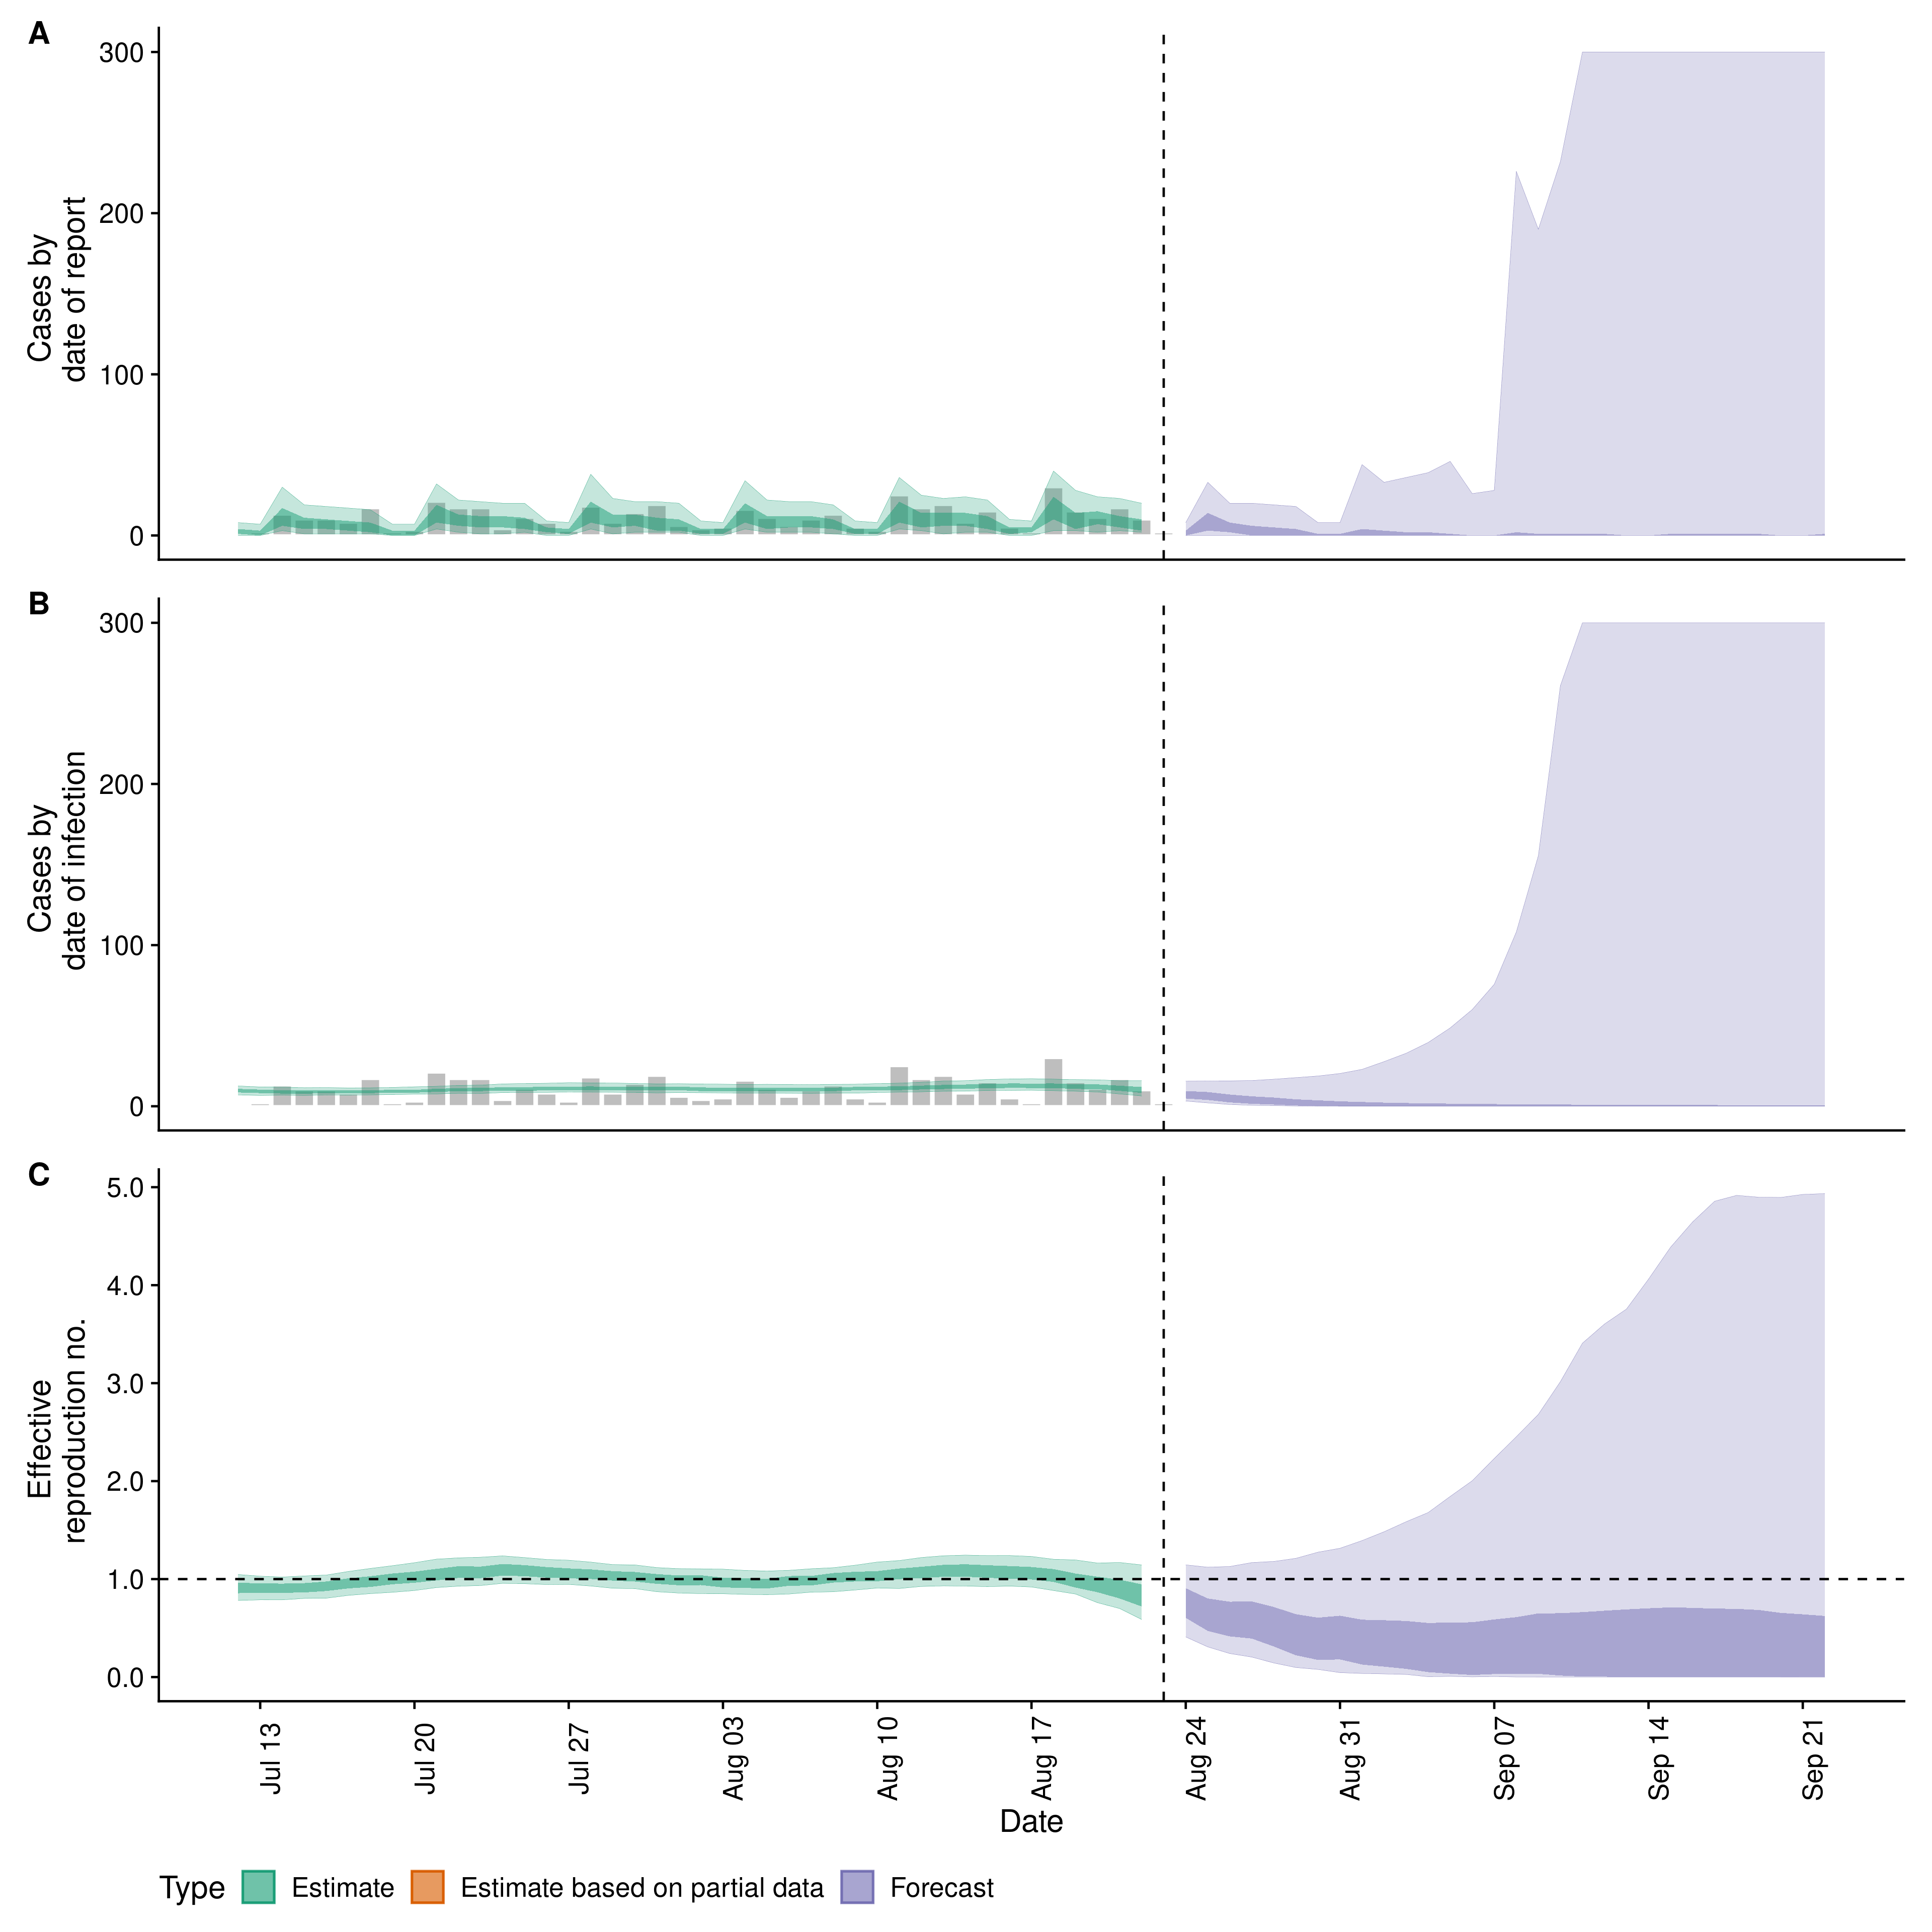 A
300
200
100
0
Cases by
date of report
B
300
200
100
0
Cases by
date of infection
C
5.0
4.0
3.0
2.0
1.0
0.0
Effective
reproduction no.
Jul 13
Jul 20
Jul 27
Aug 03
Aug 10
Aug 17
Aug 24
Aug 31
Sep 07
Sep 14
Sep 21
Date
Type Estimate Estimate based on partial data Forecast